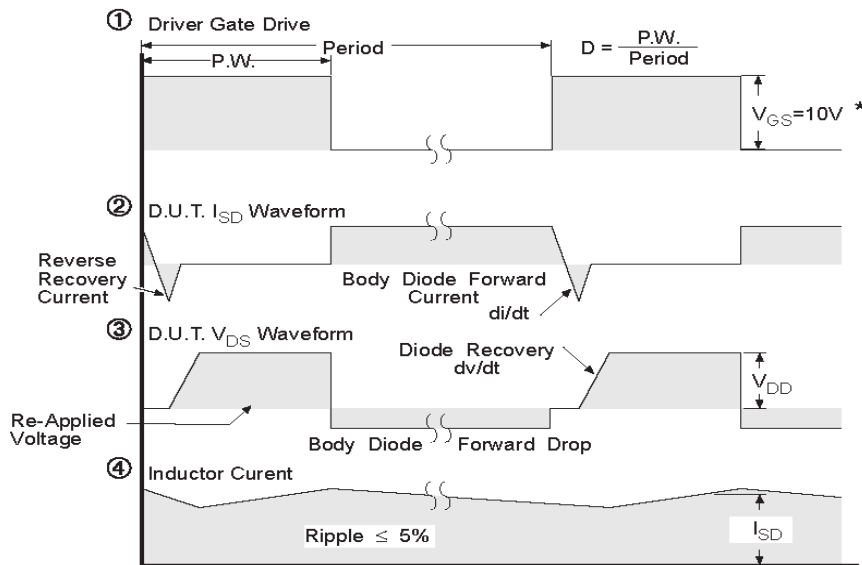 ① Driver Gate Drive
Period
P.W.
D = P.W.
Period
V_GS=10V *
② D.U.T. I_SD Waveform
Reverse
Recovery
Current
Body Diode Forward
Current
di/dt
③ D.U.T. V_DS Waveform
Diode Recovery
dv/dt
V_DD
Re-Applied
Voltage
Body Diode Forward Drop
④ Inductor Curent
Ripple ≤ 5%
I_SD